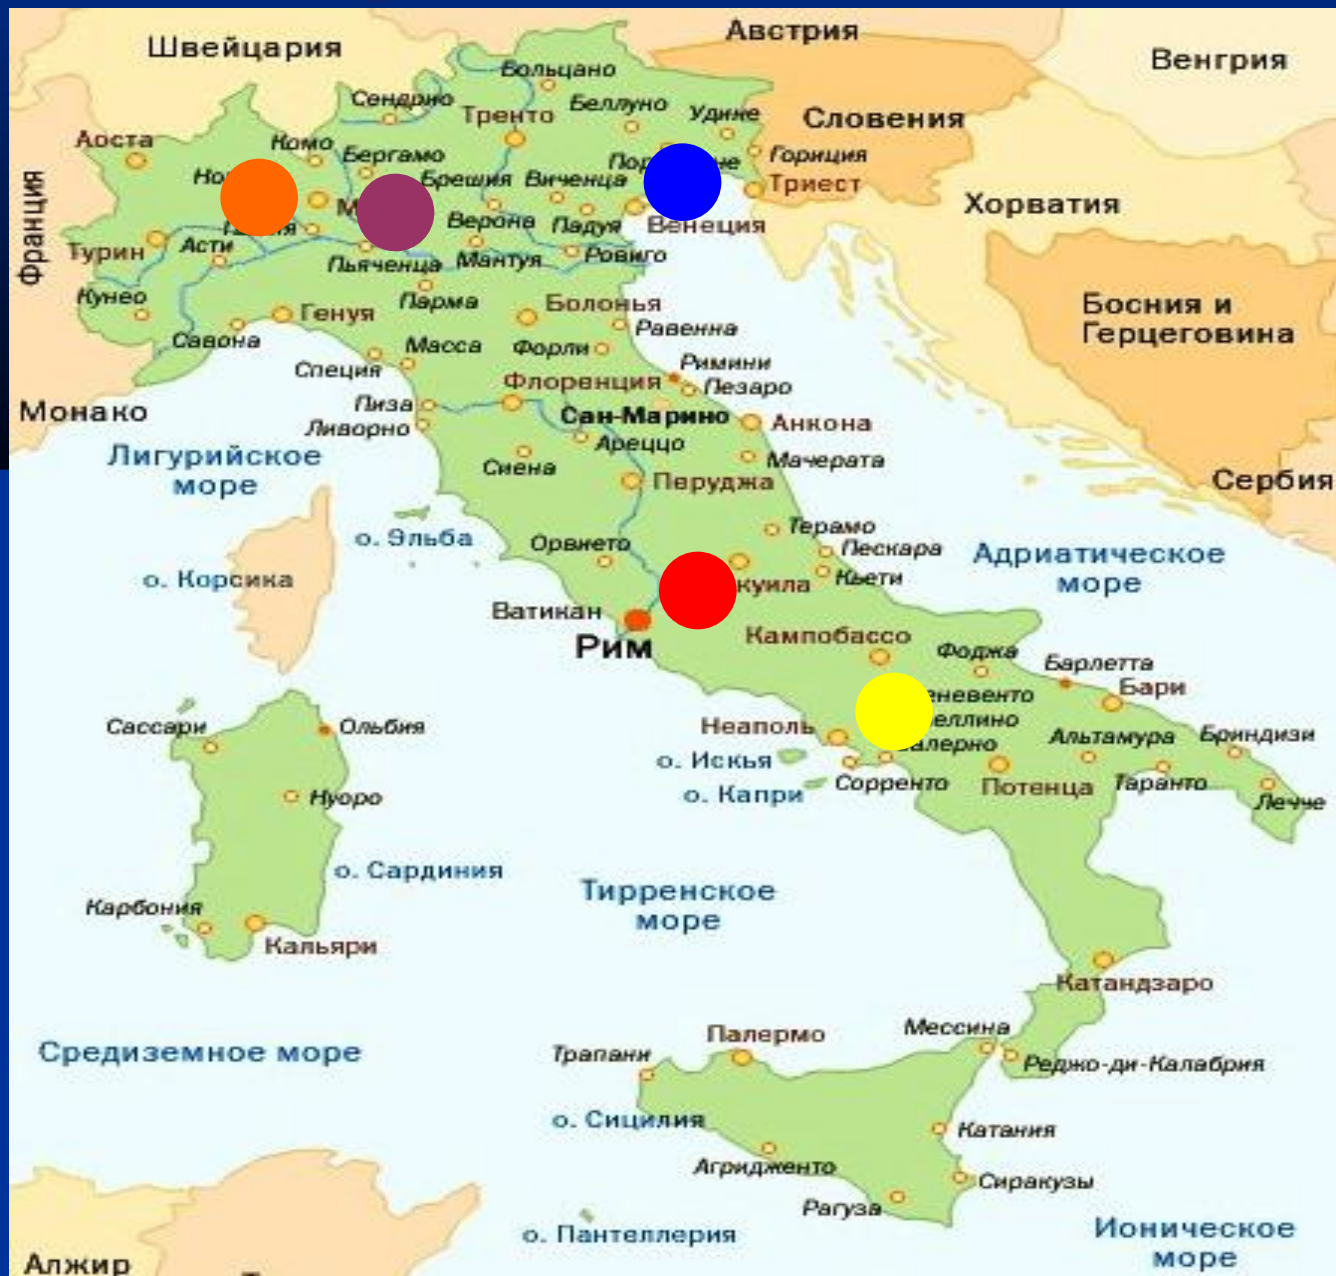 Швейцария
Австрия
Венгрия
Больцано
Сендрио
Беллуно
Тренто
Удине
Словения
Аоста
Комо
Бергамо
Гориция
Франция
Брешия
Виченца
Триест
Хорватия
Верона
Падуя
Венеция
Турин
Асти
Пьяченца
Мантуя
Ровиго
Кунео
Парма
Болонья
Босния и
Герцеговина
Генуя
Равенна
Савона
Масса
Форли
Специя
Римини
Флоренция
Пезаро
Монако
Пиза
Сан-Марино
Ливорно
Анкона
Ареццо
Лигурийское
море
Сиена
Мачерата
Перуджа
Сербия
о. Эльба
Терамо
Орвието
Пескара
Адриатическое
море
о. Корсика
Кьети
куила
Ватикан
Рим
Кампобассо
Фоджа
Барлетта
Бари
еневенто
Сассари
Ольбия
Неаполь
еллино
алерно
Альтамура
Бриндизи
о. Искья
Сорренто
Потенца
Таранто
о. Капри
Нуоро
Лечче
о. Сардиния
Тирренское
море
Карбония
Кальяри
Катандзаро
Средиземное море
Палермо
Мессина
Трапани
Реджо-ди-Калабрия
о. Сицилия
Катания
Агридженто
Сиракузы
Рагуза
о. Пантеллерия
Ионическое
море
Алжир